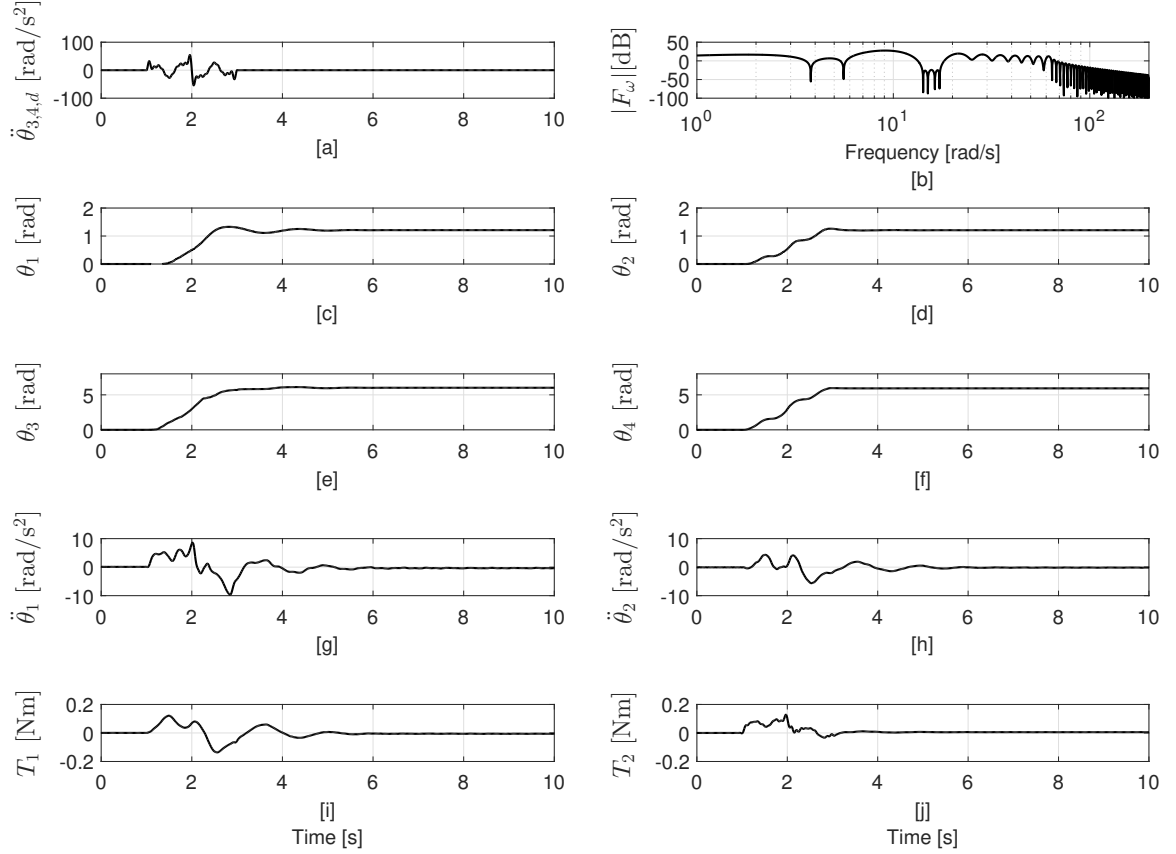 θ̈₃,₄,d [rad/s²]
100
0
-100
0 2 4 6 8 10
[a]
|F_ω|[dB]
50
0
-50
-100
10⁰ 10¹ 10²
Frequency [rad/s]
[b]
θ₁ [rad]
2
1
0
0 2 4 6 8 10
[c]
θ₂ [rad]
2
1
0
0 2 4 6 8 10
[d]
θ₃ [rad]
5
0
0 2 4 6 8 10
[e]
θ₄ [rad]
5
0
0 2 4 6 8 10
[f]
θ̈₁ [rad/s²]
10
0
-10
0 2 4 6 8 10
[g]
θ̈₂ [rad/s²]
10
0
-10
0 2 4 6 8 10
[h]
T₁ [Nm]
0.2
0
-0.2
0 2 4 6 8 10
[i]
Time [s]
T₂ [Nm]
0.2
0
-0.2
0 2 4 6 8 10
[j]
Time [s]